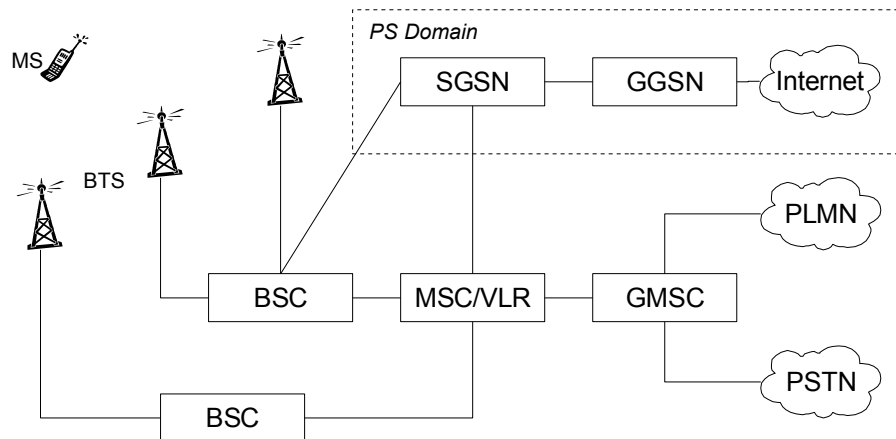 PS Domain
MS
SGSN
GGSN
Internet
BTS
PLMN
BSC
MSC/VLR
GMSC
PSTN
BSC